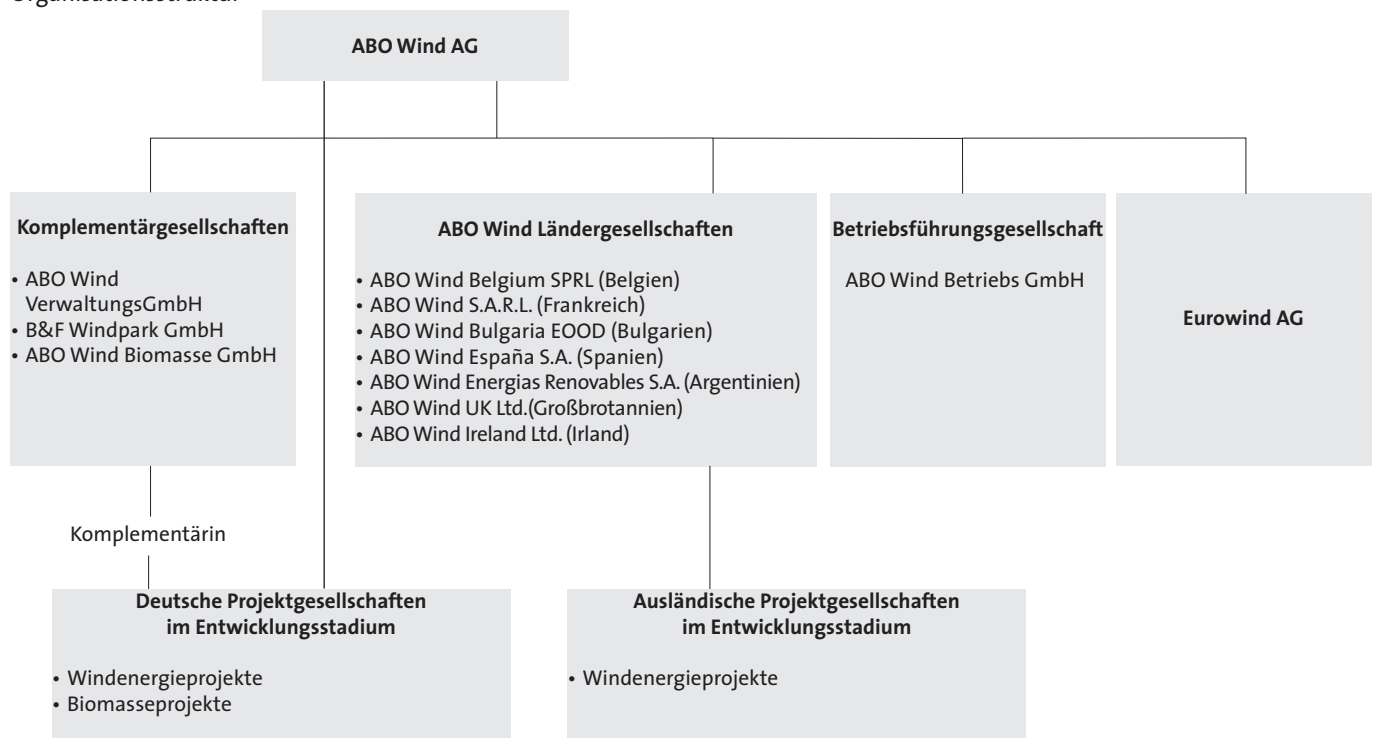 Organisationsstruktur
ABO Wind AG
Komplementärgesellschaften
• ABO Wind
VerwaltungsGmbH
• B&F Windpark GmbH
• ABO Wind Biomasse GmbH
ABO Wind Ländergesellschaften
• ABO Wind Belgium SPRL (Belgien)
• ABO Wind S.A.R.L. (Frankreich)
• ABO Wind Bulgaria EOOD (Bulgarien)
• ABO Wind España S.A. (Spanien)
• ABO Wind Energias Renovables S.A. (Argentinien)
• ABO Wind UK Ltd.(Großbrotannien)
• ABO Wind Ireland Ltd. (Irland)
Betriebsführungsgesellschaft
ABO Wind Betriebs GmbH
Eurowind AG
Komplementärin
Deutsche Projektgesellschaften
im Entwicklungsstadium
• Windenergieprojekte
• Biomasseprojekte
Ausländische Projektgesellschaften
im Entwicklungsstadium
• Windenergieprojekte